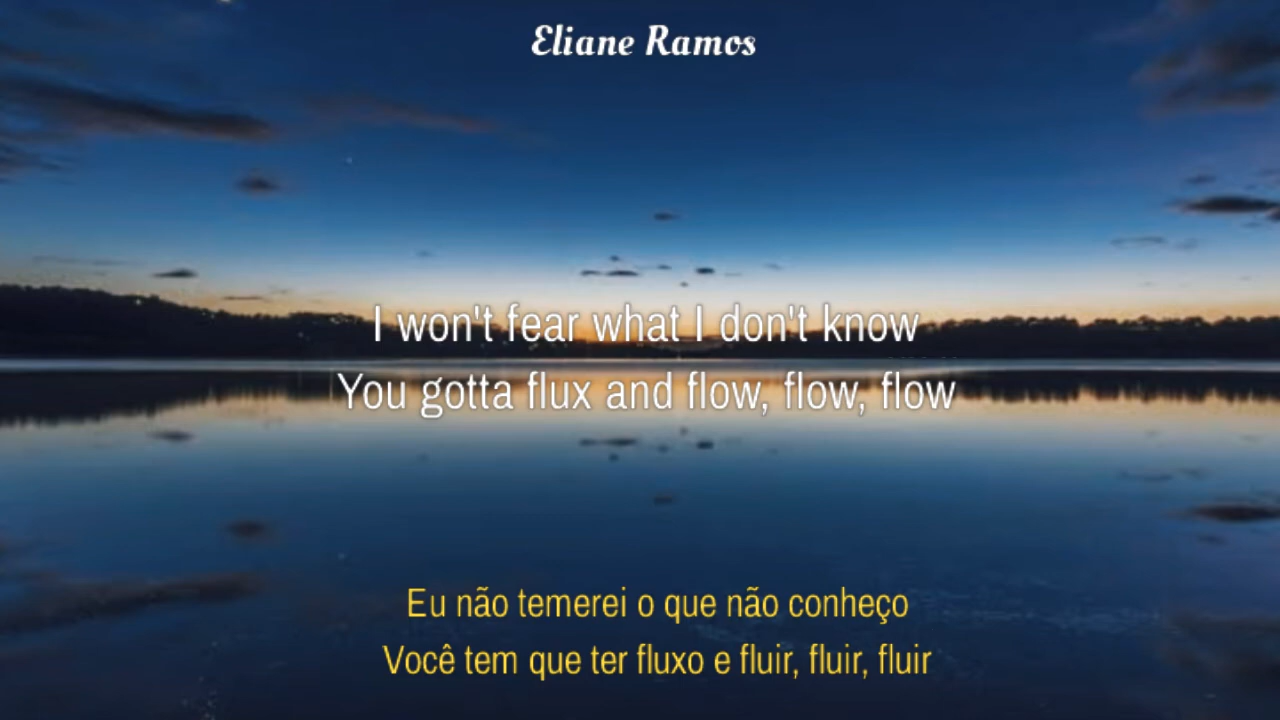 Eliane Ramos
I won't fear what I don't know
You gotta flux and flow, flow, flow
Eu não temerei o que não conheço
Você tem que ter fluxo e fluir, fluir, fluir